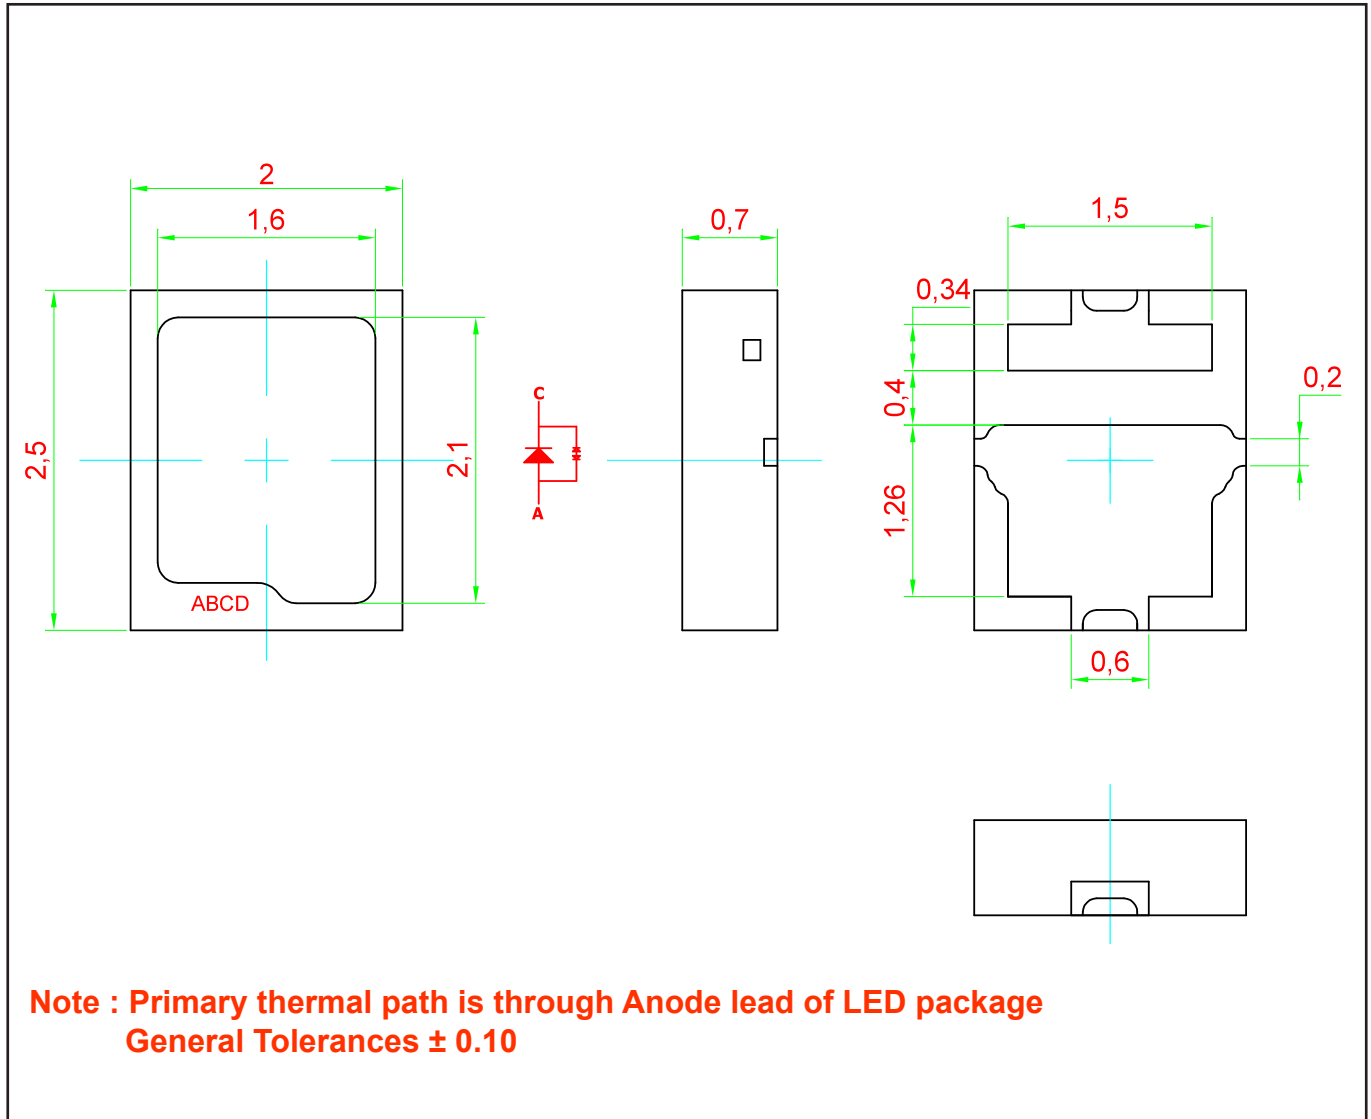 2
1,6
0,7
1,5
0,34
0,2
0,4
C
2,5
2,1
1,26
A
ABCD
0,6
Note : Primary thermal path is through Anode lead of LED package
General Tolerances ± 0.10